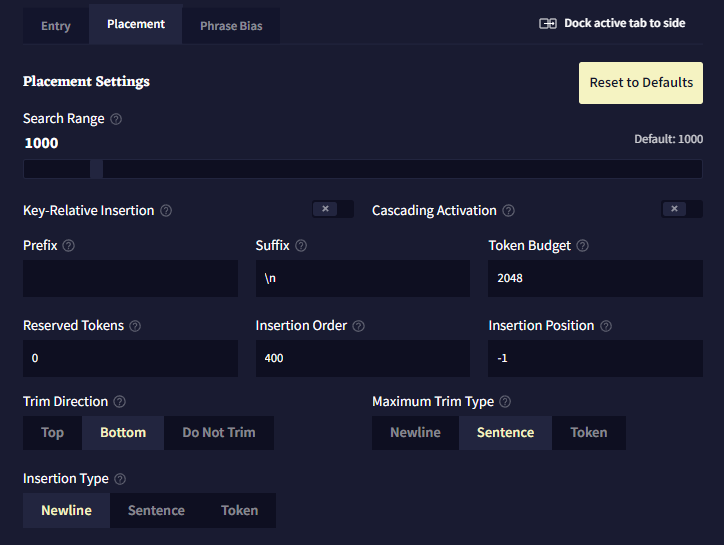 Entry Placement Phrase Bias Dock active tab to side
Placement Settings Reset to Defaults
Search Range
1000 Default: 1000
Key-Relative Insertion Cascading Activation
Prefix Suffix Token Budget
\n 2048
Reserved Tokens Insertion Order Insertion Position
0 400 -1
Trim Direction Maximum Trim Type
Top Bottom Do Not Trim Newline Sentence Token
Insertion Type
Newline Sentence Token